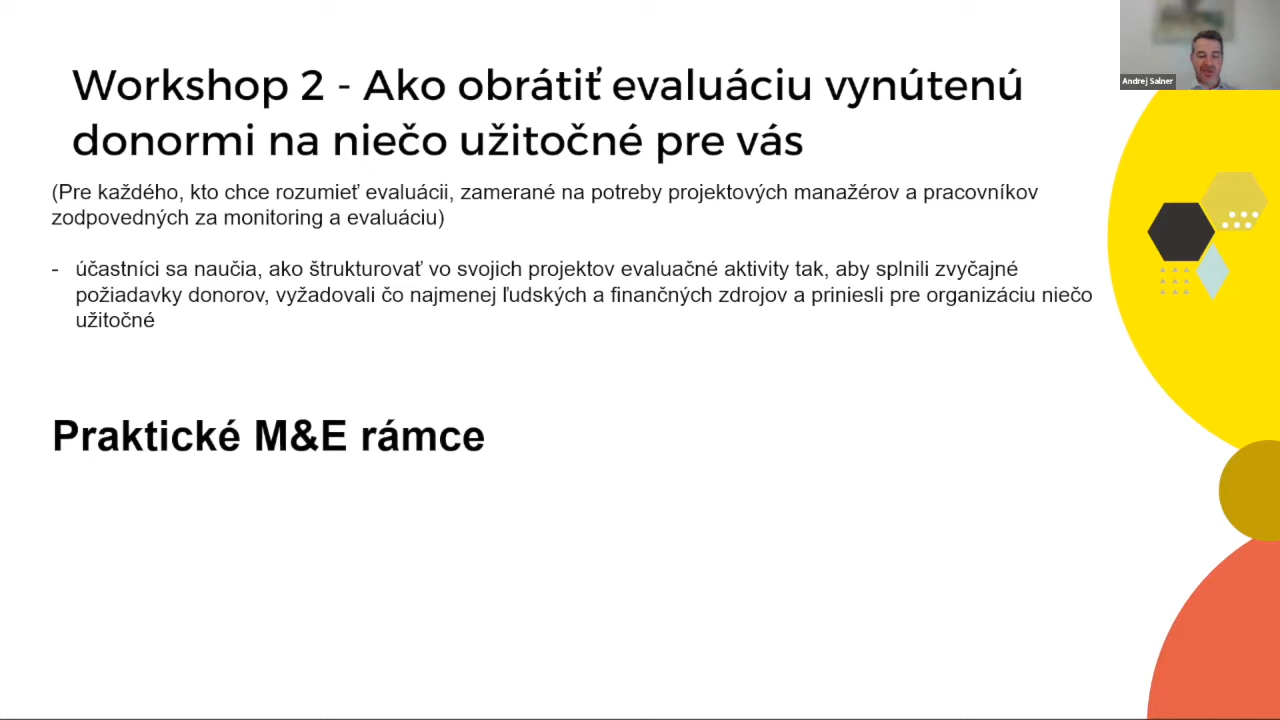 Workshop 2 - Ako obrátiť evaluáciu vynútenú
donormi na niečo užitočné pre vás
Andrej Salner
(Pre každého, kto chce rozumieť evaluácii, zamerané na potreby projektových manažérov a pracovníkov
zodpovedných za monitoring a evaluáciu)
- účastníci sa naučia, ako štrukturovať vo svojich projektov evaluačné aktivity tak, aby splnili zvyčajné
požiadavky donorov, vyžadovali čo najmenej ľudských a finančných zdrojov a priniesli pre organizáciu niečo
užitočné
Praktické M&E rámce